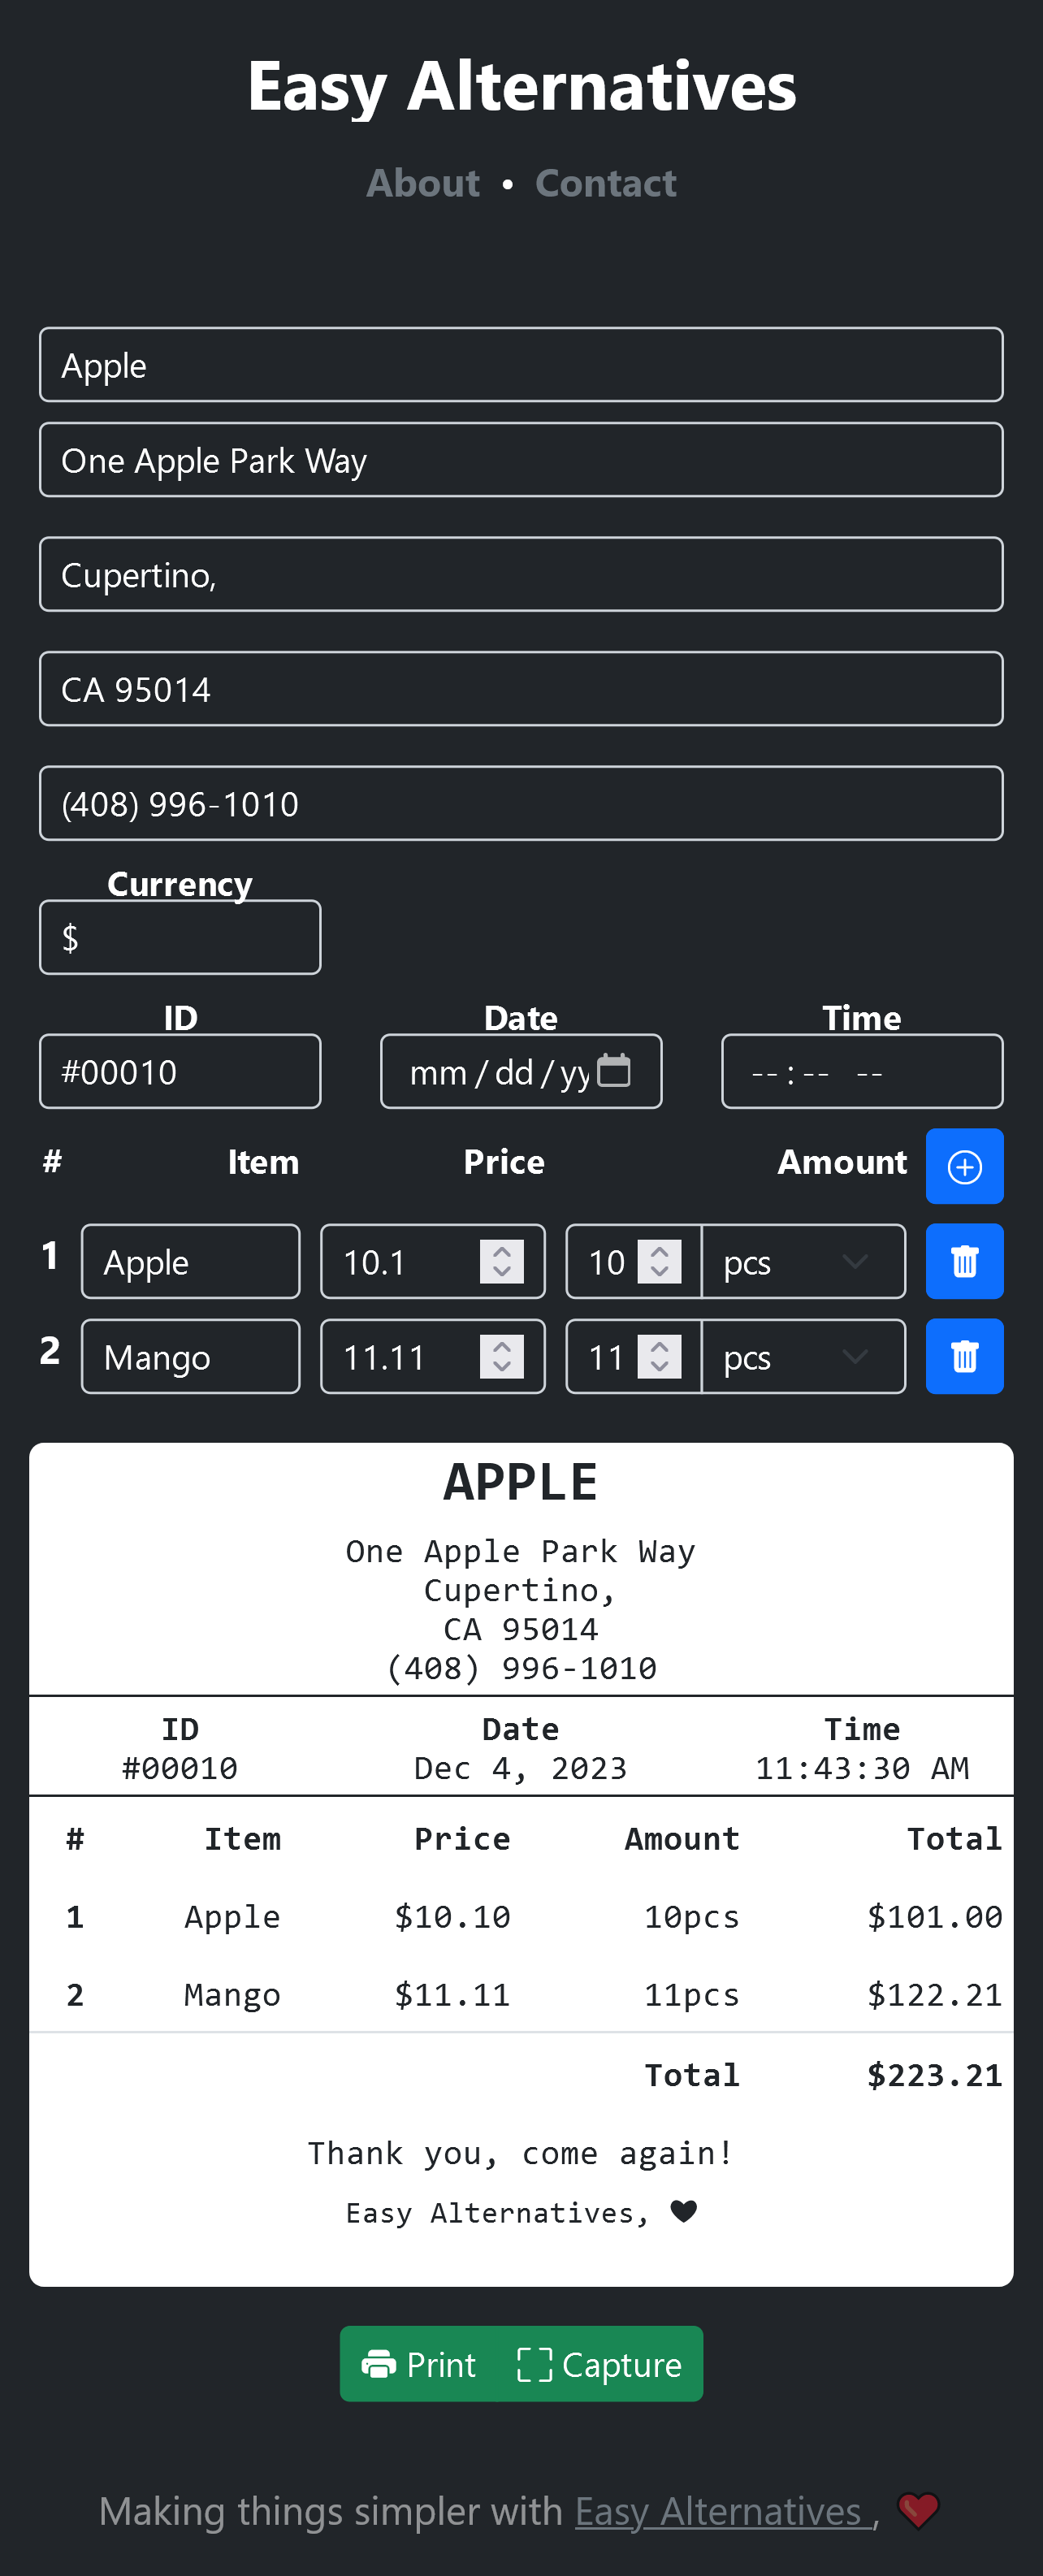 Easy Alternatives
About • Contact
Apple
One Apple Park Way
Cupertino,
CA 95014
(408) 996-1010
Currency
$
ID Date Time
#00010 mm / dd / yy -- : -- --
# Item Price Amount
1 Apple 10.1 10 pcs
2 Mango 11.11 11 pcs
APPLE
One Apple Park Way
Cupertino,
CA 95014
(408) 996-1010
ID Date Time
#00010 Dec 4, 2023 11:43:30 AM
# Item Price Amount Total
1 Apple $10.10 10pcs $101.00
2 Mango $11.11 11pcs $122.21
Total $223.21
Thank you, come again!
Easy Alternatives, ♥
Print Capture
Making things simpler with Easy Alternatives , ❤️